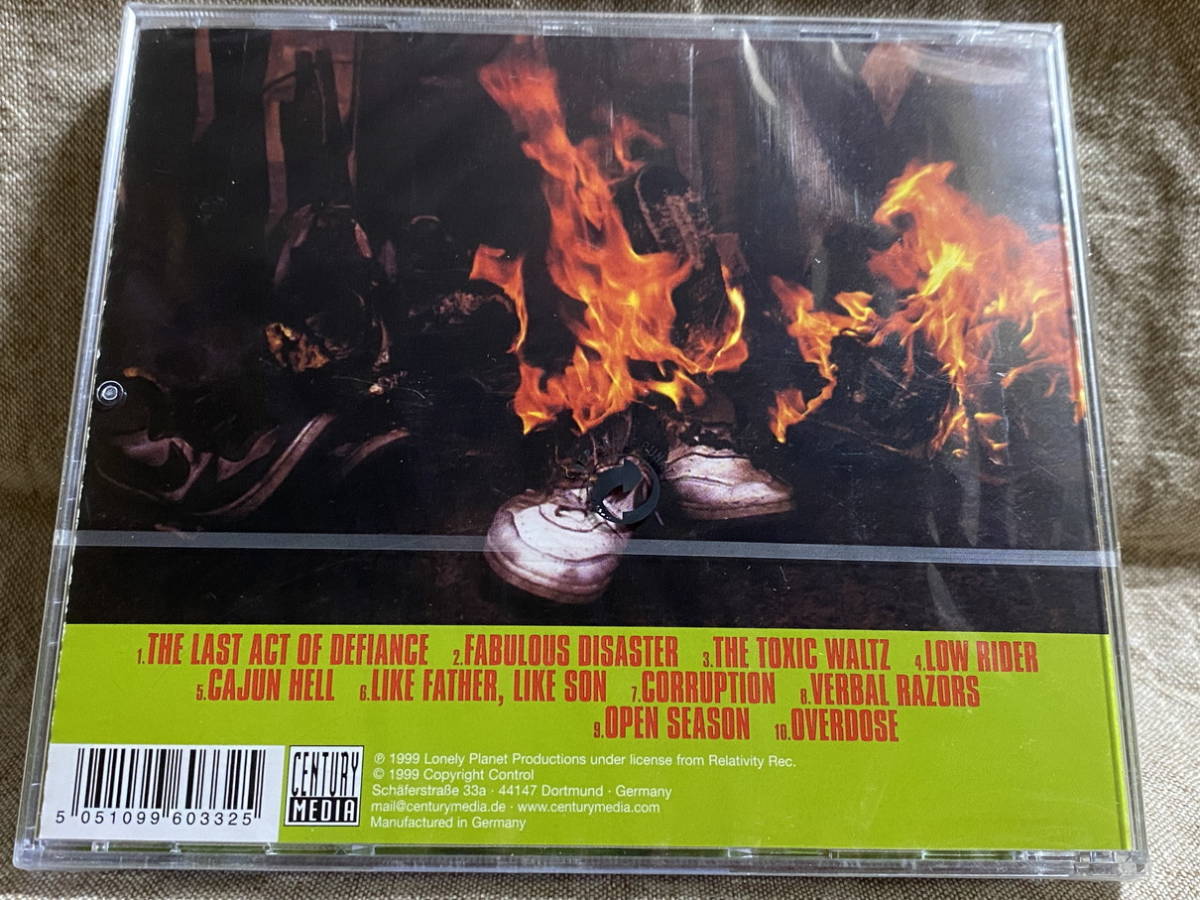 1. THE LAST ACT OF DEFIANCE 2. FABULOUS DISASTER 3. THE TOXIC WALTZ 4. LOW RIDER
5. CAJUN HELL 6. LIKE FATHER, LIKE SON 7. CORRUPTION 8. VERBAL RAZORS
9. OPEN SEASON 10. OVERDOSE
5 051099 603325
CENTURY
MEDIA
℗ 1999 Lonely Planet Productions under license from Relativity Rec.
© 1999 Copyright Control
Schäferstraße 33a · 44147 Dortmund · Germany
mail@centurymedia.de · www.centurymedia.com
Manufactured in Germany